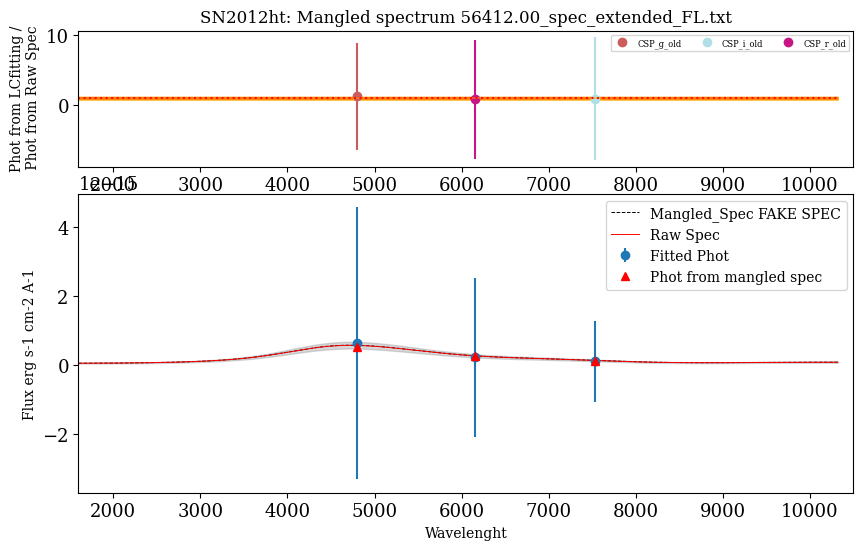 SN2012ht: Mangled spectrum 56412.00_spec_extended_FL.txt
Phot from LCfitting /
Phot from Raw Spec
10
0
CSP_g_old CSP_i_old CSP_r_old
2000 3000 4000 5000 6000 7000 8000 9000 10000
1e−15
Flux erg s-1 cm-2 A-1
4
2
0
−2
Mangled_Spec FAKE SPEC
Raw Spec
Fitted Phot
Phot from mangled spec
2000 3000 4000 5000 6000 7000 8000 9000 10000
Wavelenght